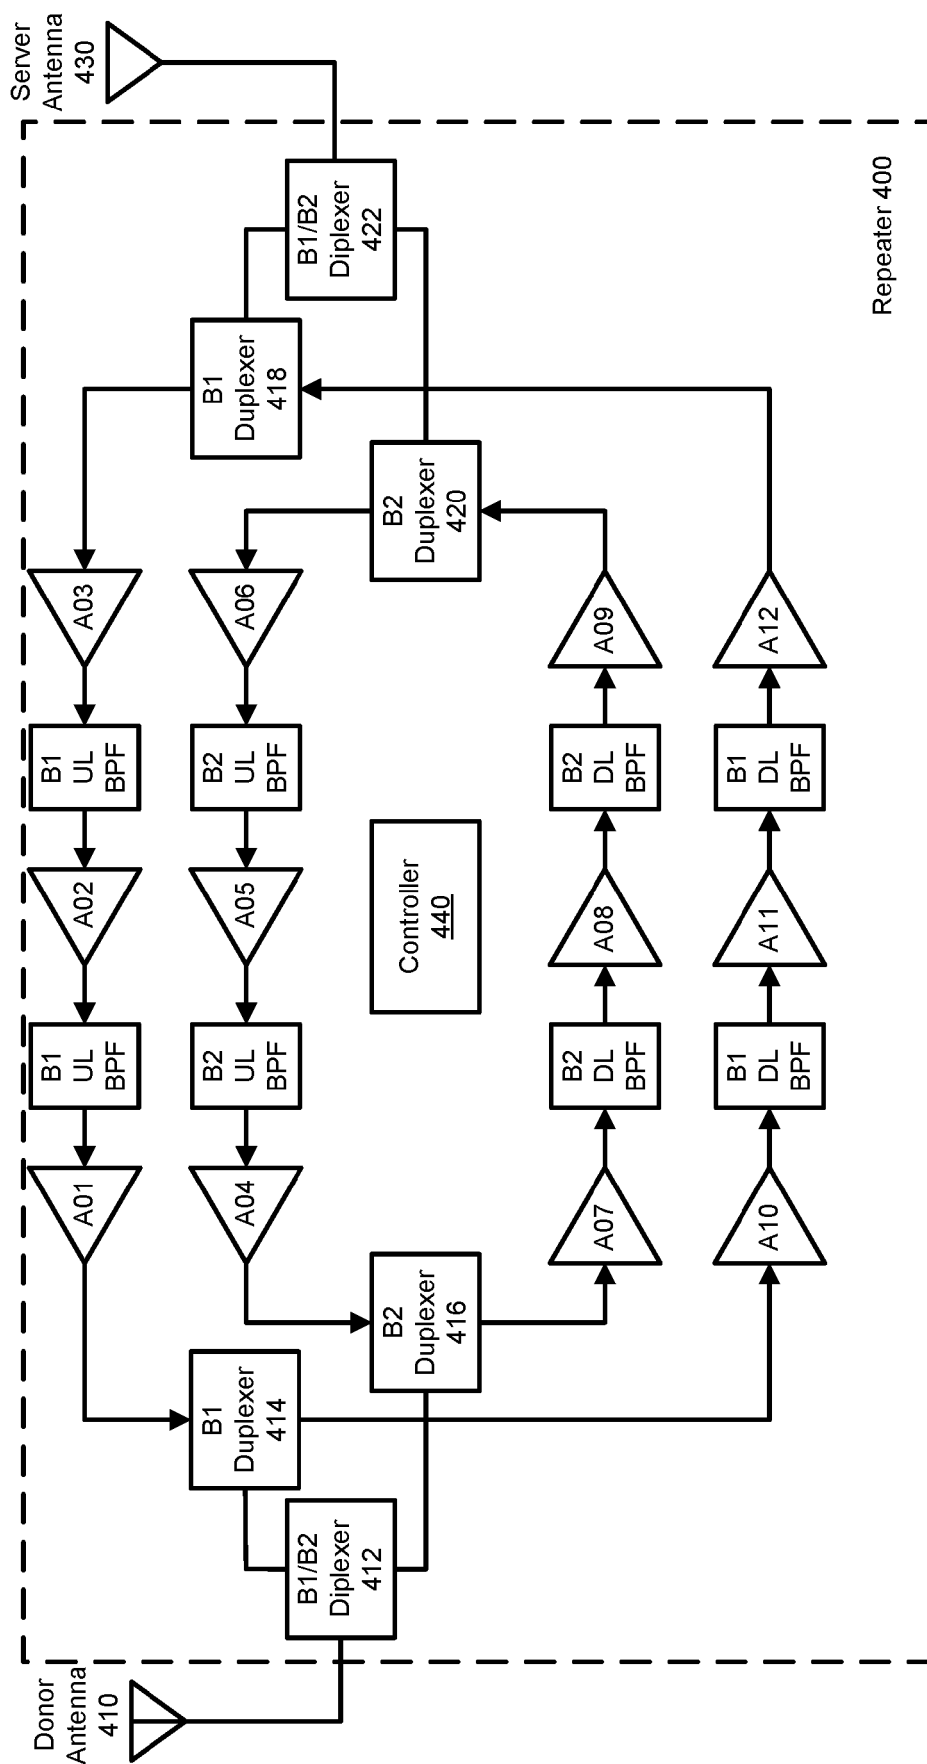 Donor
Antenna
410
Server
Antenna
430
A01
B1
UL
BPF
A02
B1
UL
BPF
A03
B1
Duplexer
414
B1
Duplexer
418
A04
B2
UL
BPF
A05
B2
UL
BPF
A06
B1/B2
Diplexer
412
B1/B2
Diplexer
422
B2
Duplexer
416
Controller
440
B2
Duplexer
420
A07
B2
DL
BPF
A08
B2
DL
BPF
A09
A10
B1
DL
BPF
A11
B1
DL
BPF
A12
Repeater 400